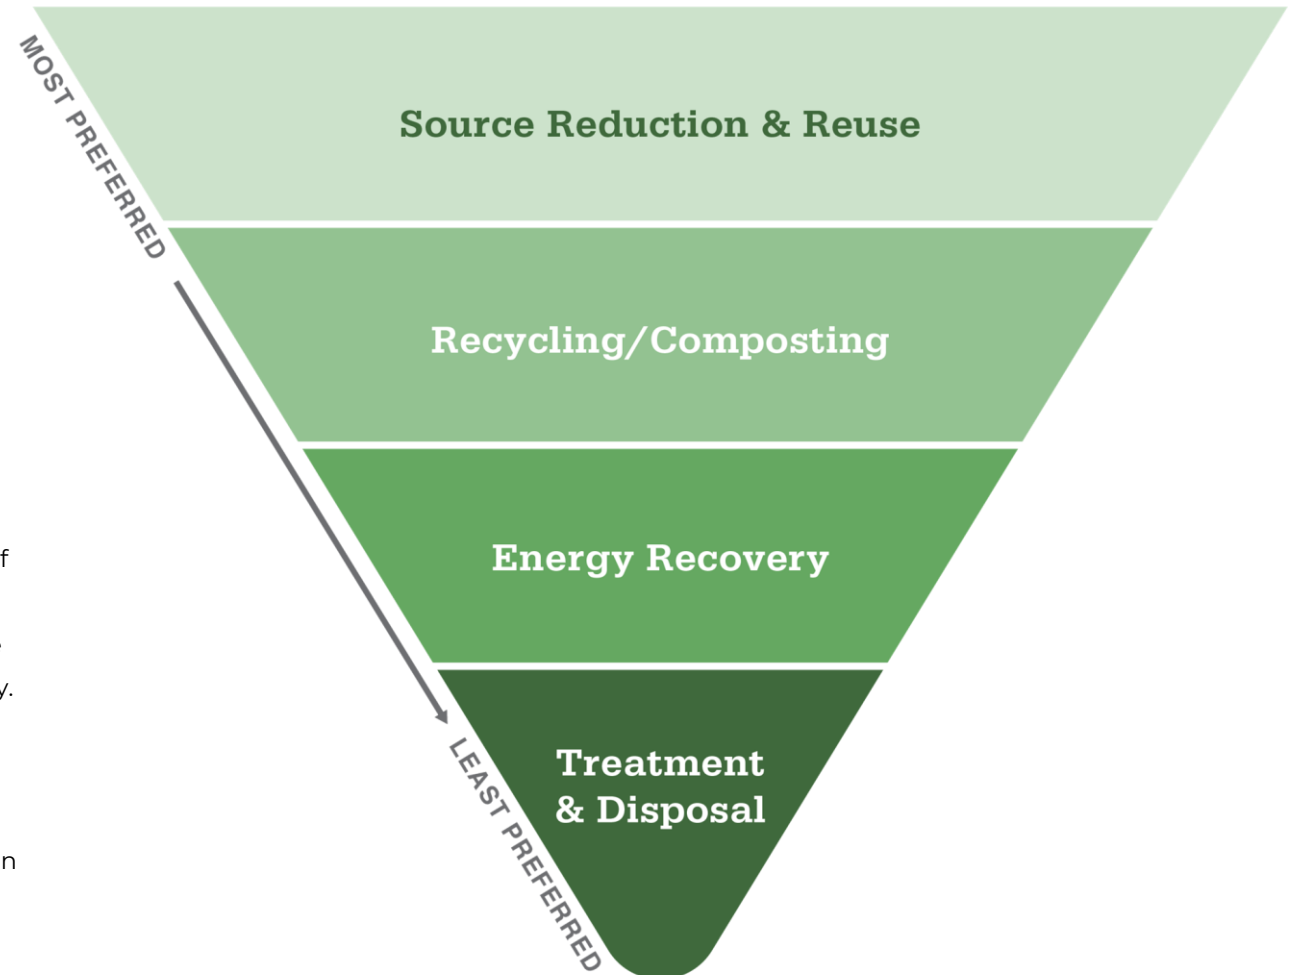 MOST PREFERRED
Source Reduction & Reuse
Recycling/Composting
Energy Recovery
f
y.
Treatment
& Disposal
LEAST PREFERRED
n